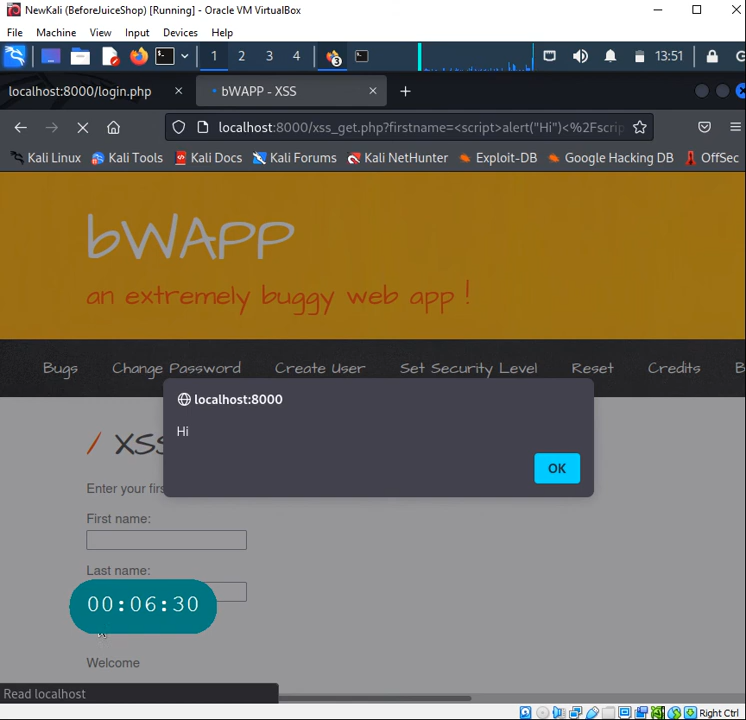 NewKali (BeforeJuiceShop) [Running] - Oracle VM VirtualBox
File Machine View Input Devices Help
1 2 3 4 3 13:51
localhost:8000/login.php bWAPP - XSS
localhost:8000/xss_get.php?firstname=<script>alert("Hi")<%2Fscrip
Kali Linux Kali Tools Kali Docs Kali Forums Kali NetHunter Exploit-DB Google Hacking DB OffSec
bWAPP
an extremely buggy web app !
Bugs Change Password Create User Set Security Level Reset Credits B
localhost:8000
Hi
OK
/ XSS
Enter your firs
First name:
Last name:
00:06:30
Welcome
Read localhost
Right Ctrl